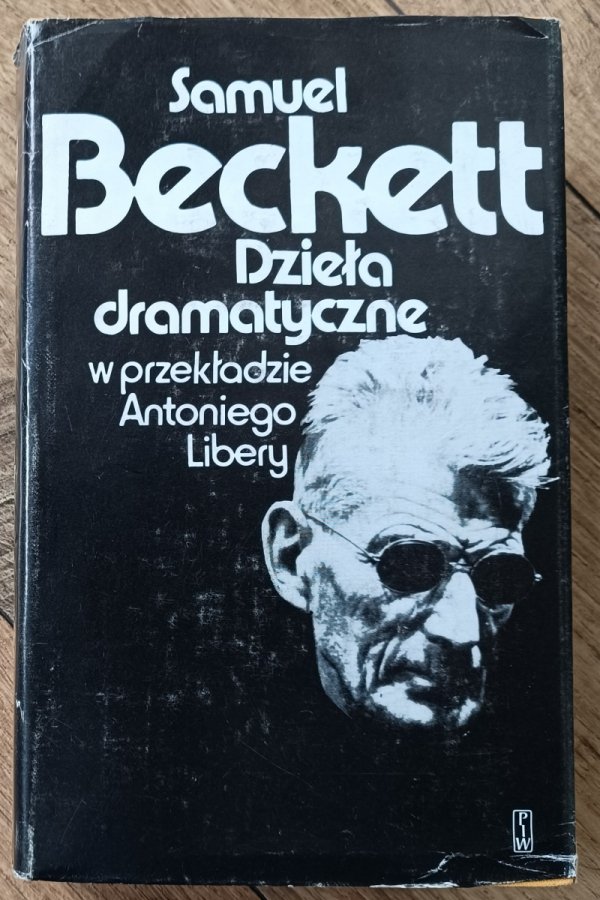 Samuel
Beckett
Dzieła
dramatyczne
w przekładzie
Antoniego
Libery
PIW